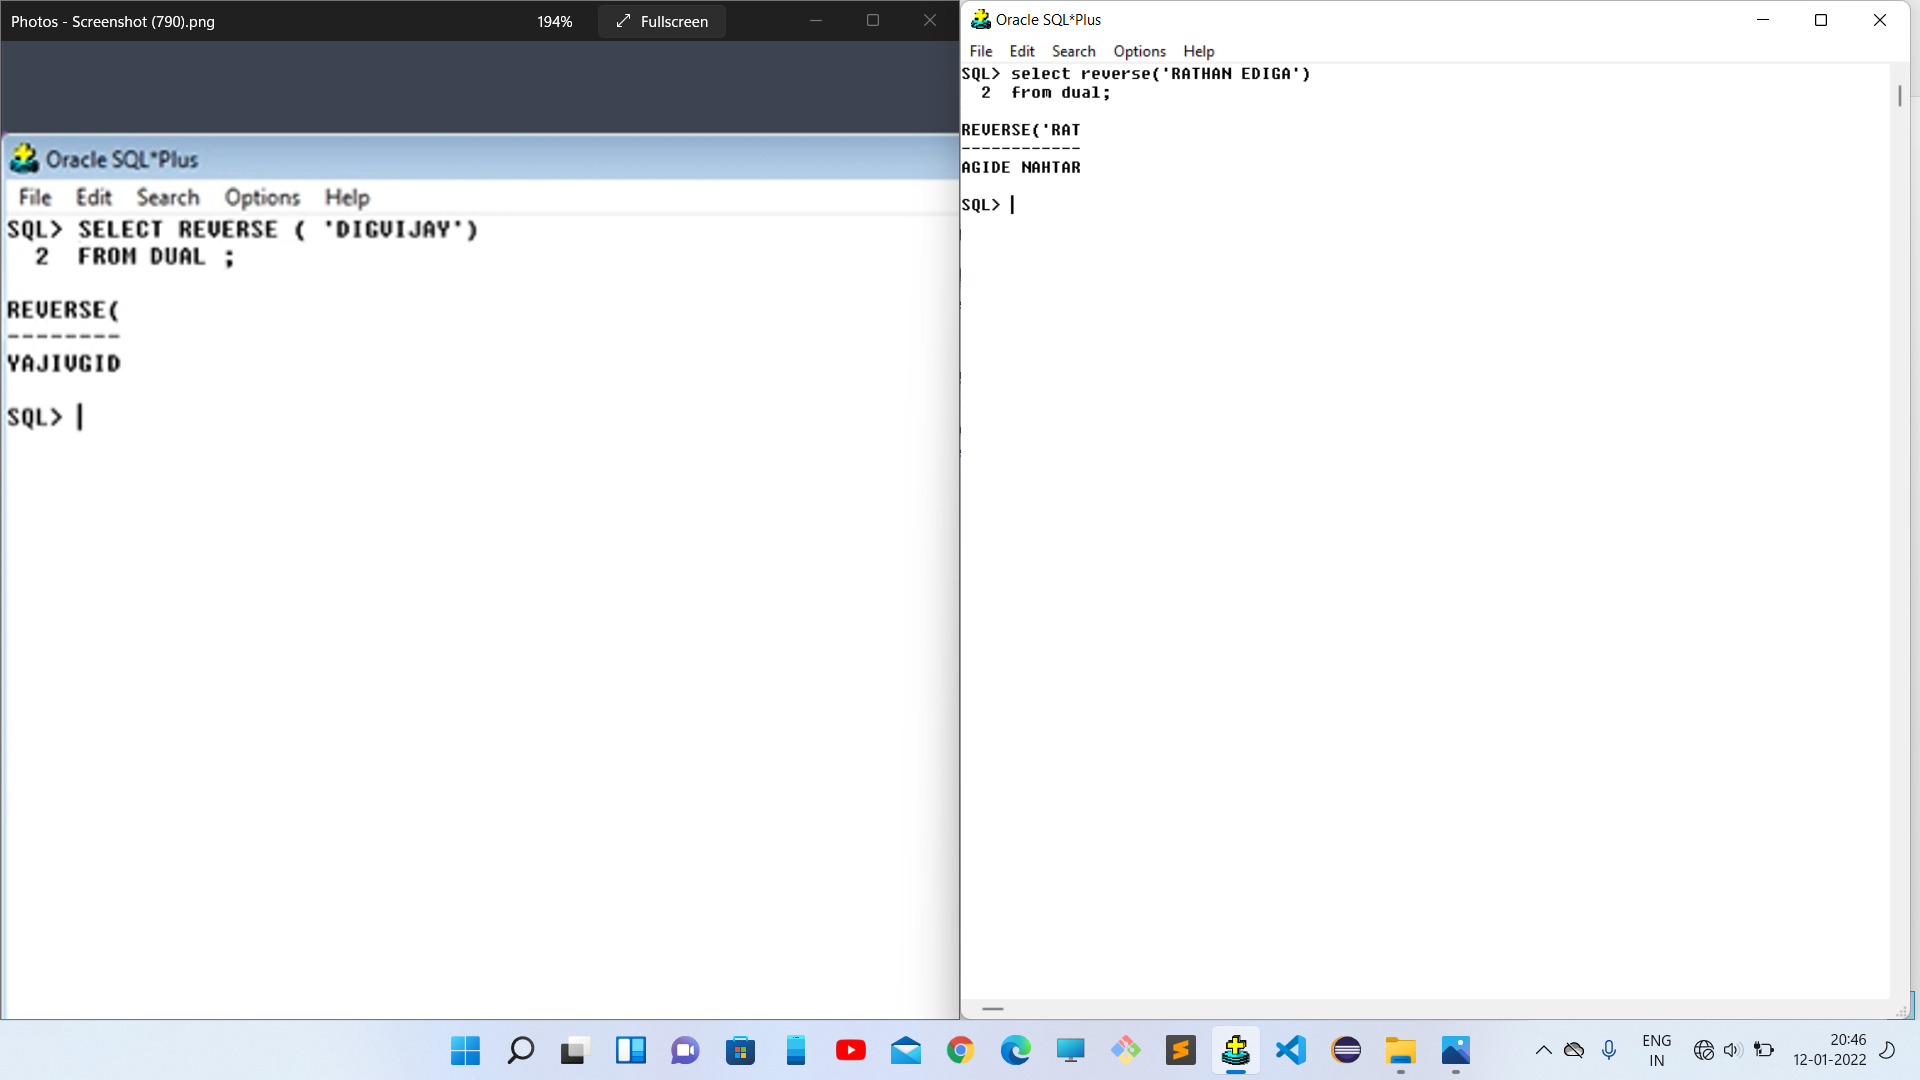 Photos - Screenshot (790).png
194%
Fullscreen
Oracle SQL*Plus
File Edit Search Options Help
SQL> SELECT REVERSE ( 'DIGVIJAY')
2 FROM DUAL ;
REVERSE(
--------
YAJIVGID
SQL>
Oracle SQL*Plus
File Edit Search Options Help
SQL> select reverse('RATHAN EDIGA')
2 from dual;
REVERSE('RAT
------------
AGIDE NAHTAR
SQL>
ENG
IN
20:46
12-01-2022